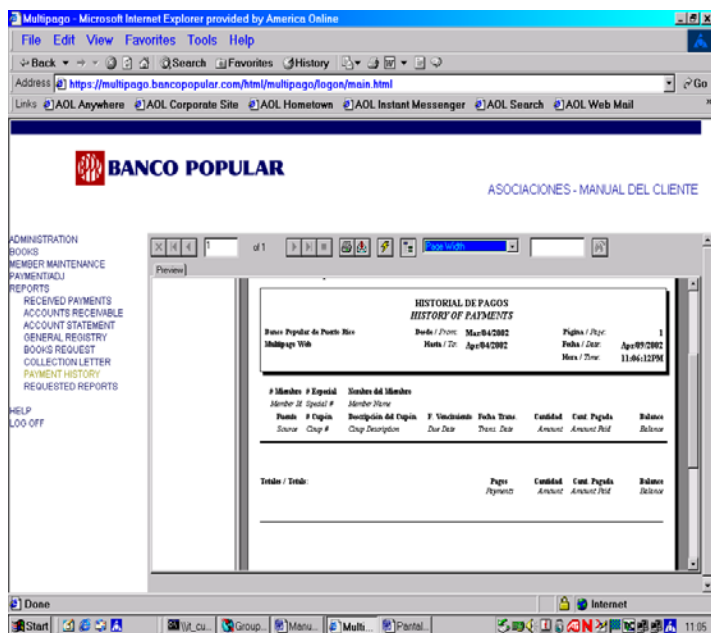 Multipago - Microsoft Internet Explorer provided by America Online
File Edit View Favorites Tools Help
Back Search Favorites History
Address https://multipago.bancopopular.com/html/multipago/logon/main.html Go
Links AOL Anywhere AOL Corporate Site AOL Hometown AOL Instant Messenger AOL Search AOL Web Mail
BANCO POPULAR
ASOCIACIONES - MANUAL DEL CLIENTE
ADMINISTRATION
BOOKS
MEMBER MAINTENANCE
PAYMENT/ADJ
REPORTS
RECEIVED PAYMENTS
ACCOUNTS RECEIVABLE
ACCOUNT STATEMENT
GENERAL REGISTRY
BOOKS REQUEST
COLLECTION LETTER
PAYMENT HISTORY
REQUESTED REPORTS
HELP
LOG OFF
1 of 1 Page Width
Preview
HISTORIAL DE PAGOS
HISTORY OF PAYMENTS
Banco Popular de Puerto Rico Desde / From: Mar/04/2002 Página / Page: 1
Multipago Web Hasta / To: Apr/04/2002 Fecha / Date: Apr/09/2002
Hora / Time: 11:06:12PM
# Miembro # Especial Nombre del Miembro
Member Id Special # Member Name
Fuente # Cupón Descripción del Cupón F. Vencimiento Fecha Trans. Cantidad Cant. Pagada Balance
Source Coup # Coup Description Due Date Trans. Date Amount Amount Paid Balance
Totales / Totals: Pagos Cantidad Cant. Pagada Balance
Payments Amount Amount Paid Balance
Done Internet
Start \\jt_cu... Group... Manu... Multi... Pantal... 11:05